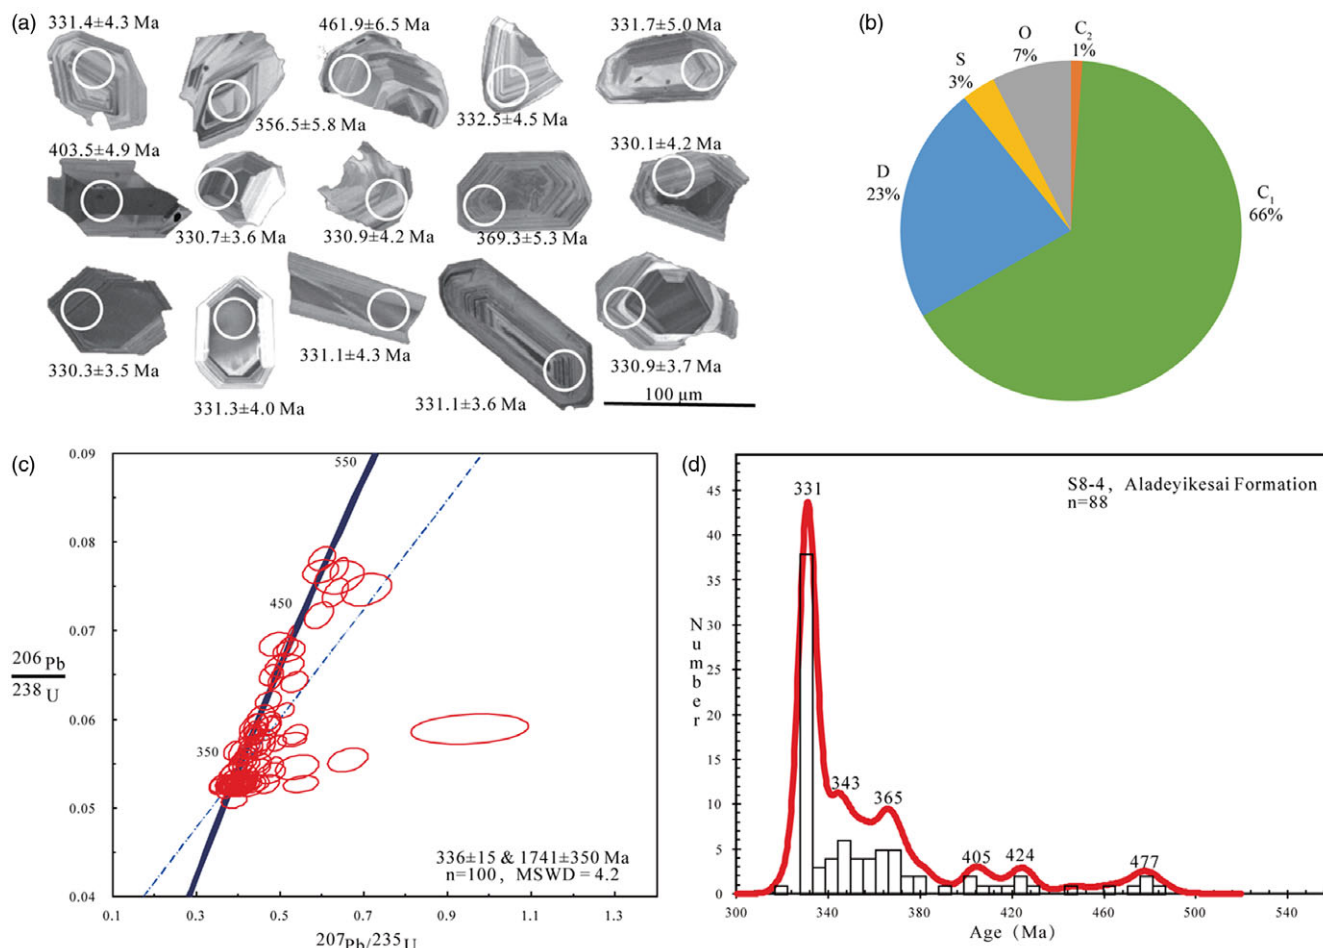 (a)
331.4±4.3 Ma
461.9±6.5 Ma
331.7±5.0 Ma
356.5±5.8 Ma
332.5±4.5 Ma
403.5±4.9 Ma
330.1±4.2 Ma
330.7±3.6 Ma
330.9±4.2 Ma
369.3±5.3 Ma
330.3±3.5 Ma
331.3±4.0 Ma
331.1±4.3 Ma
331.1±3.6 Ma
330.9±3.7 Ma
100 μm
(b)
C₂
1%
O
7%
S
3%
D
23%
C₁
66%
(c)
0.09
0.08
0.07
0.06
0.05
0.04
206 Pb
238 U
550
450
350
336±15 & 1741±350 Ma
n=100, MSWD = 4.2
0.1 0.3 0.5 0.7 0.9 1.1 1.3
207Pb/235U
(d)
S8-4, Aladeyikesai Formation
n=88
45
40
35
30
25
20
15
10
5
0
Number
331
343
365
405
424
477
300 340 380 420 460 500 540
Age (Ma)